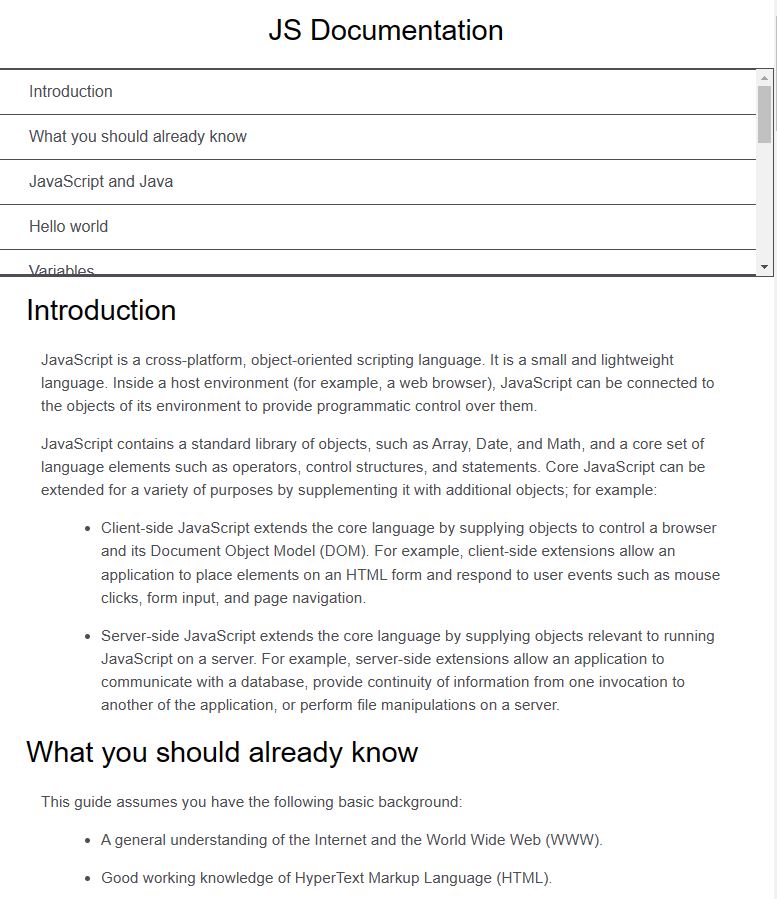 JS Documentation
Introduction
What you should already know
JavaScript and Java
Hello world
Variables
Introduction
JavaScript is a cross-platform, object-oriented scripting language. It is a small and lightweight
language. Inside a host environment (for example, a web browser), JavaScript can be connected to
the objects of its environment to provide programmatic control over them.
JavaScript contains a standard library of objects, such as Array, Date, and Math, and a core set of
language elements such as operators, control structures, and statements. Core JavaScript can be
extended for a variety of purposes by supplementing it with additional objects; for example:
• Client-side JavaScript extends the core language by supplying objects to control a browser
and its Document Object Model (DOM). For example, client-side extensions allow an
application to place elements on an HTML form and respond to user events such as mouse
clicks, form input, and page navigation.
• Server-side JavaScript extends the core language by supplying objects relevant to running
JavaScript on a server. For example, server-side extensions allow an application to
communicate with a database, provide continuity of information from one invocation to
another of the application, or perform file manipulations on a server.
What you should already know
This guide assumes you have the following basic background:
• A general understanding of the Internet and the World Wide Web (WWW).
• Good working knowledge of HyperText Markup Language (HTML).